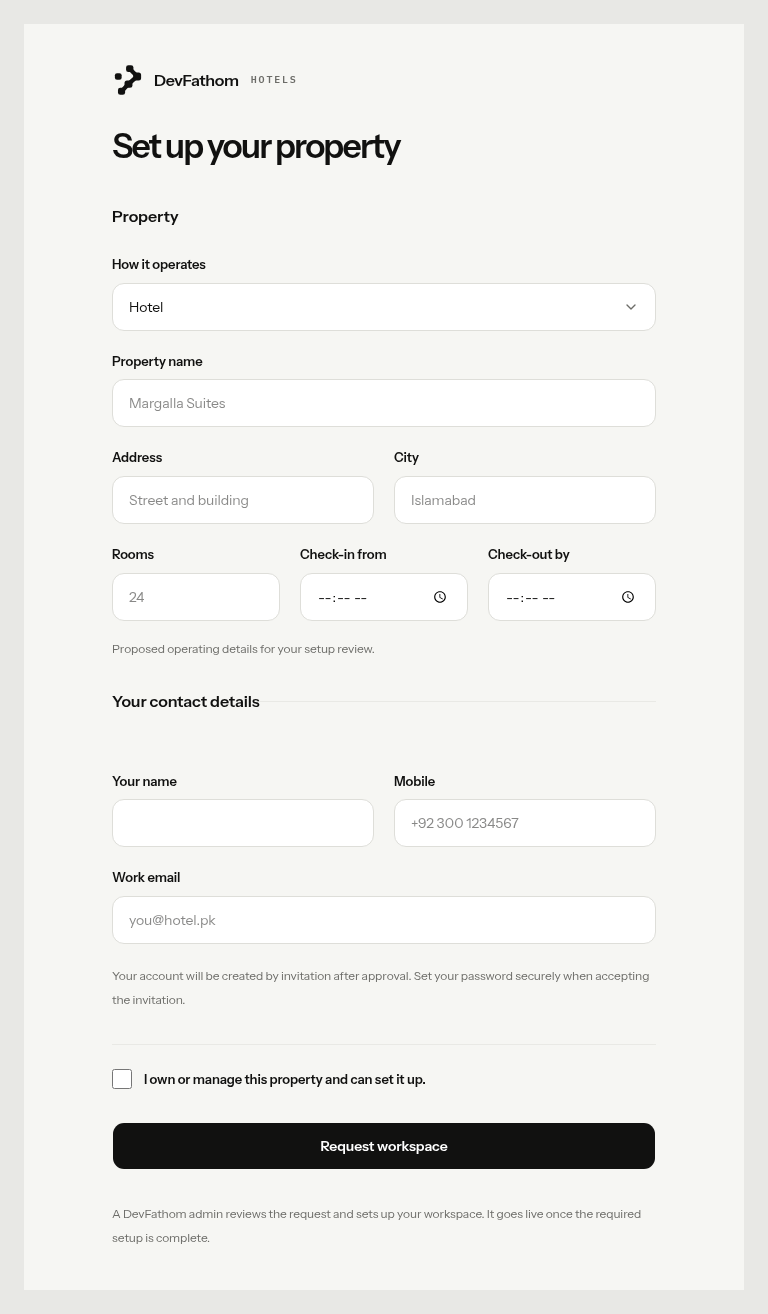 DevFathom HOTELS
Set up your property
Property
How it operates
Hotel
Property name
Margalla Suites
Address City
Street and building Islamabad
Rooms Check-in from Check-out by
24 --:-- -- --:-- --
Proposed operating details for your setup review.
Your contact details
Your name Mobile
+92 300 1234567
Work email
you@hotel.pk
Your account will be created by invitation after approval. Set your password securely when accepting
the invitation.
I own or manage this property and can set it up.
Request workspace
A DevFathom admin reviews the request and sets up your workspace. It goes live once the required
setup is complete.